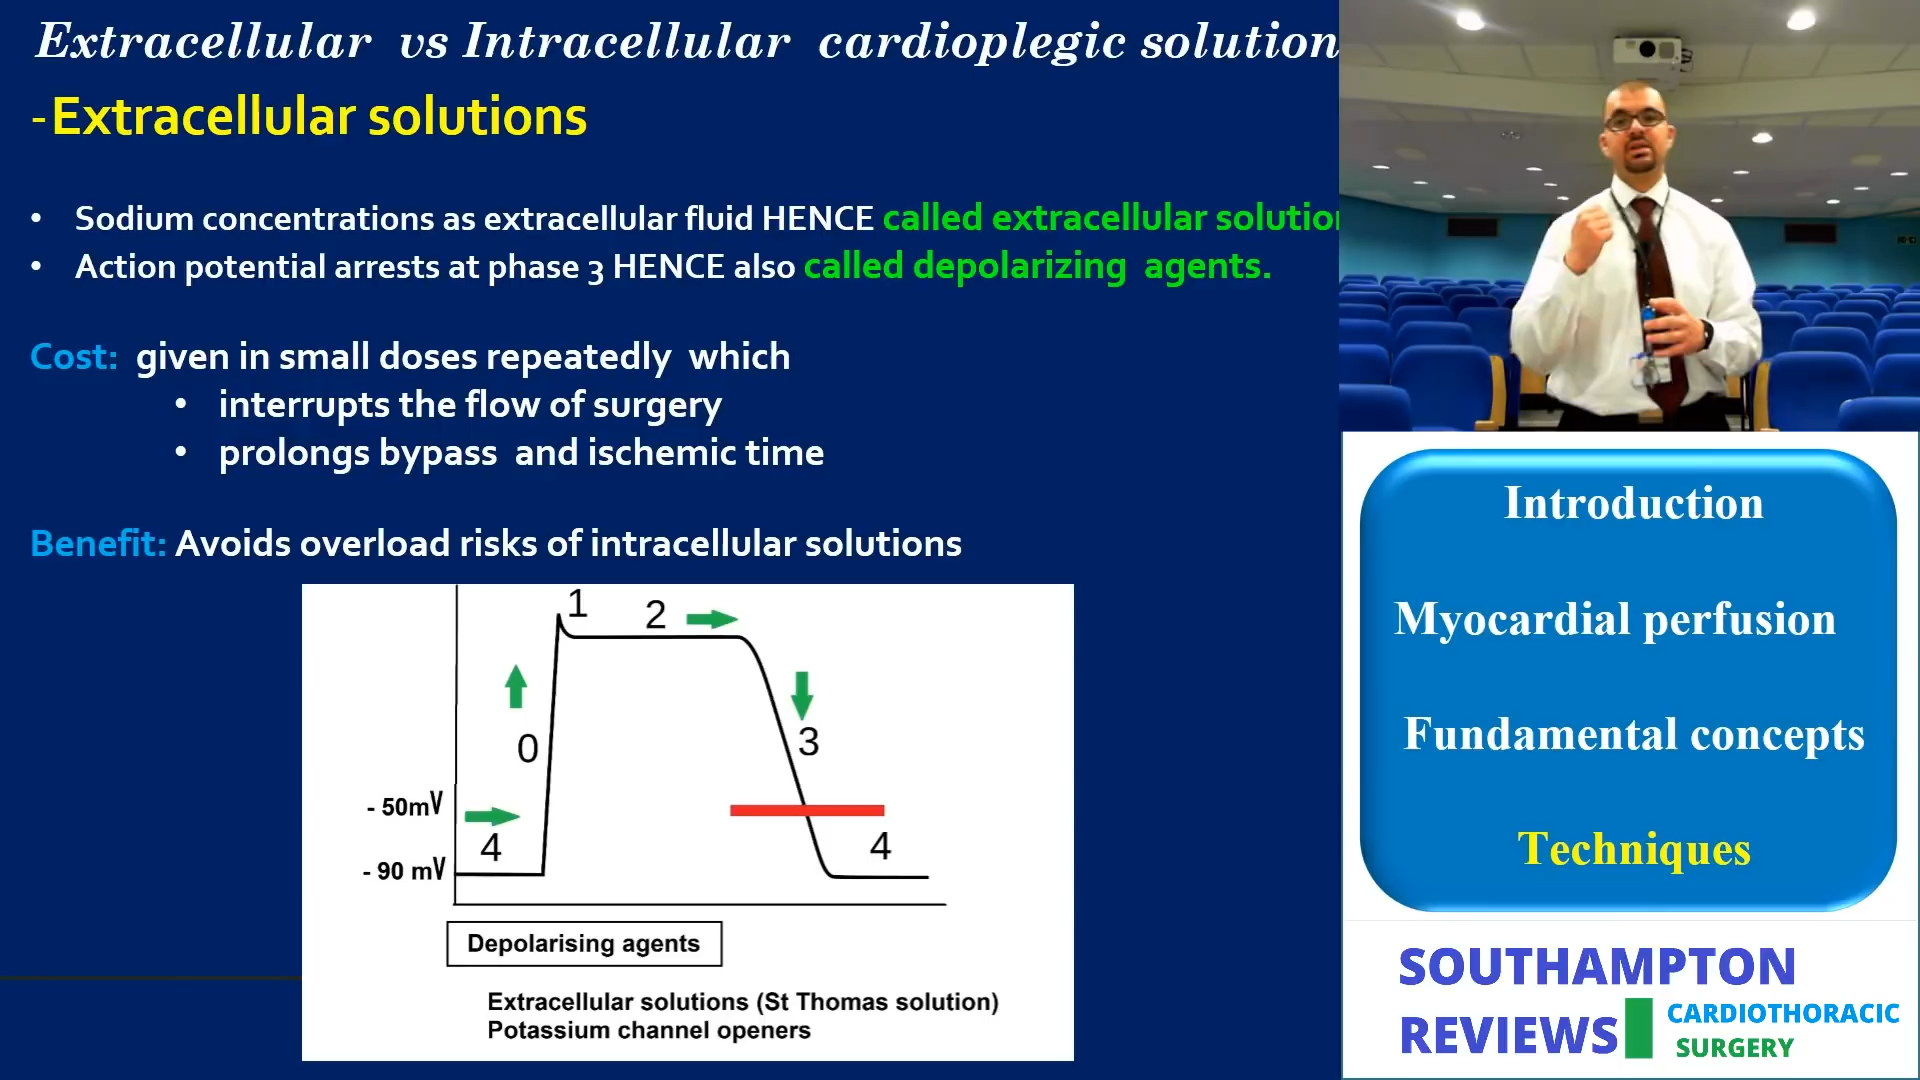 Extracellular vs Intracellular cardioplegic solution
-Extracellular solutions
• Sodium concentrations as extracellular fluid HENCE called extracellular solution
• Action potential arrests at phase 3 HENCE also called depolarizing agents.
Cost: given in small doses repeatedly which
• interrupts the flow of surgery
• prolongs bypass and ischemic time
Benefit: Avoids overload risks of intracellular solutions
1
2
0
3
- 50mV
4
4
- 90 mV
Depolarising agents
Extracellular solutions (St Thomas solution)
Potassium channel openers
Introduction
Myocardial perfusion
Fundamental concepts
Techniques
SOUTHAMPTON
REVIEWS
CARDIOTHORACIC
SURGERY